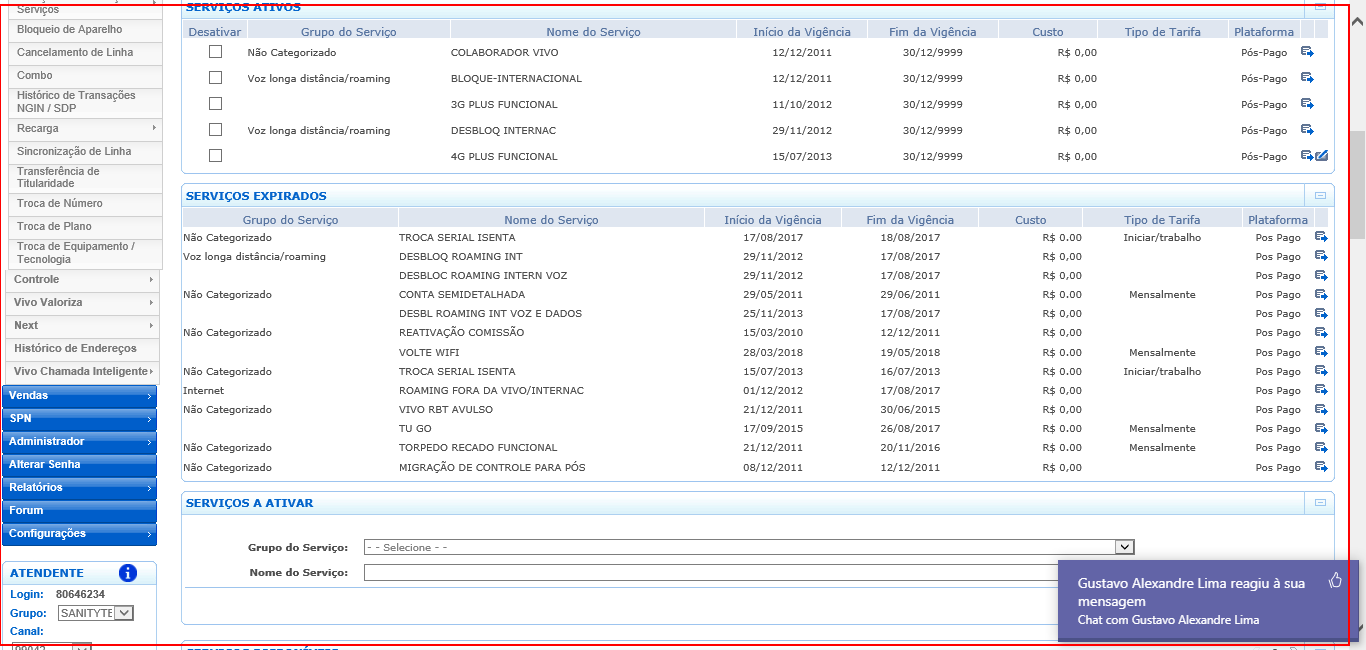 Serviços
Bloqueio de Aparelho
Cancelamento de Linha
Combo
Histórico de Transações
NGIN / SDP
Recarga
Sincronização de Linha
Transferência de
Titularidade
Troca de Número
Troca de Plano
Troca de Equipamento /
Tecnologia
Controle
Vivo Valoriza
Next
Histórico de Endereços
Vivo Chamada Inteligente
Vendas
SPN
Administrador
Alterar Senha
Relatórios
Forum
Configurações
ATENDENTE
Login: 80646234
Grupo: SANITYTE
Canal:
SERVIÇOS ATIVOS
Desativar Grupo do Serviço Nome do Serviço Início da Vigência Fim da Vigência Custo Tipo de Tarifa Plataforma
Não Categorizado COLABORADOR VIVO 12/12/2011 30/12/9999 R$ 0,00 Pós-Pago
Voz longa distância/roaming BLOQUE-INTERNACIONAL 12/12/2011 30/12/9999 R$ 0,00 Pós-Pago
3G PLUS FUNCIONAL 11/10/2012 30/12/9999 R$ 0,00 Pós-Pago
Voz longa distância/roaming DESBLOQ INTERNAC 29/11/2012 30/12/9999 R$ 0,00 Pós-Pago
4G PLUS FUNCIONAL 15/07/2013 30/12/9999 R$ 0,00 Pós-Pago
SERVIÇOS EXPIRADOS
Grupo do Serviço Nome do Serviço Início da Vigência Fim da Vigência Custo Tipo de Tarifa Plataforma
Não Categorizado TROCA SERIAL ISENTA 17/08/2017 18/08/2017 R$ 0.00 Iniciar/trabalho Pos Pago
Voz longa distância/roaming DESBLOQ ROAMING INT 29/11/2012 17/08/2017 R$ 0.00 Pos Pago
DESBLOC ROAMING INTERN VOZ 29/11/2012 17/08/2017 R$ 0.00 Pos Pago
Não Categorizado CONTA SEMIDETALHADA 29/05/2011 29/06/2011 R$ 0.00 Mensalmente Pos Pago
DESBL ROAMING INT VOZ E DADOS 25/11/2013 17/08/2017 R$ 0.00 Pos Pago
Não Categorizado REATIVAÇÃO COMISSÃO 15/03/2010 12/12/2011 R$ 0.00 Pos Pago
VOLTE WIFI 28/03/2018 19/05/2018 R$ 0.00 Mensalmente Pos Pago
Não Categorizado TROCA SERIAL ISENTA 15/07/2013 16/07/2013 R$ 0.00 Iniciar/trabalho Pos Pago
Internet ROAMING FORA DA VIVO/INTERNAC 01/12/2012 17/08/2017 R$ 0,00 Pos Pago
Não Categorizado VIVO RBT AVULSO 21/12/2011 30/06/2015 R$ 0,00 Pos Pago
TU GO 17/09/2015 26/08/2017 R$ 0.00 Mensalmente Pos Pago
Não Categorizado TORPEDO RECADO FUNCIONAL 21/12/2011 20/11/2016 R$ 0,00 Mensalmente Pos Pago
Não Categorizado MIGRAÇÃO DE CONTROLE PARA PÓS 08/12/2011 12/12/2011 R$ 0,00 Pos Pago
SERVIÇOS A ATIVAR
Grupo do Serviço: - - Selecione - -
Nome do Serviço:
Gustavo Alexandre Lima reagiu à sua
mensagem
Chat com Gustavo Alexandre Lima